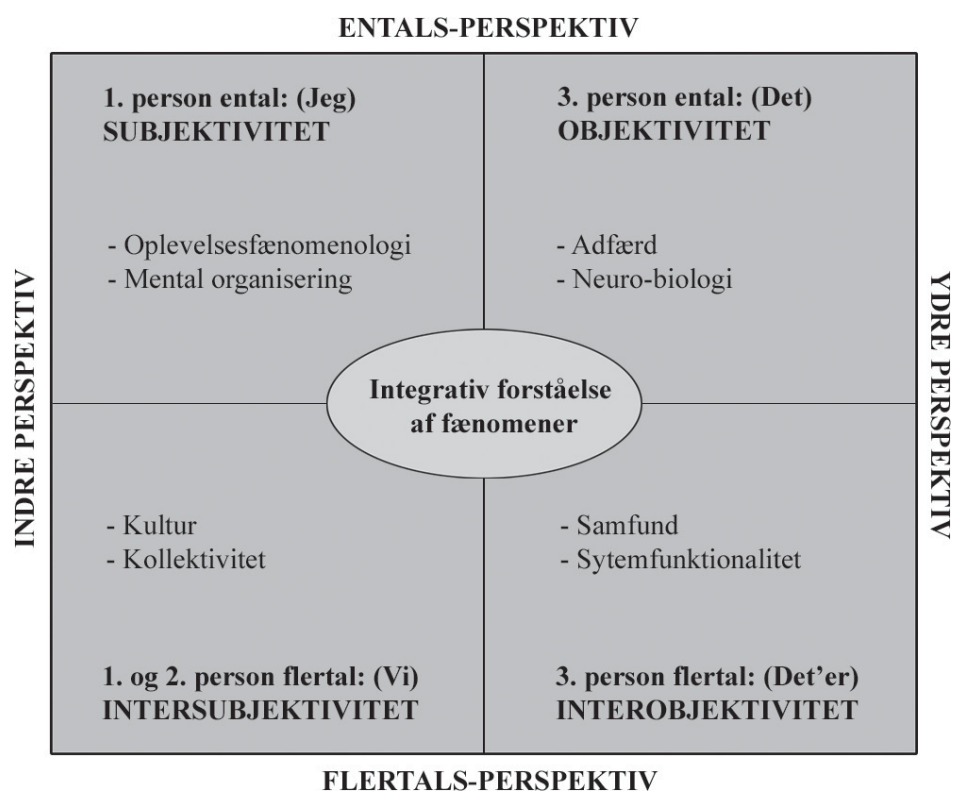 ENTALS-PERSPEKTIV
1. person ental: (Jeg)
SUBJEKTIVITET
- Oplevelsesfænomenologi
- Mental organisering
3. person ental: (Det)
OBJEKTIVITET
- Adfærd
- Neuro-biologi
INDRE PERSPEKTIV
YDRE PERSPEKTIV
Integrativ forståelse
af fænomener
- Kultur
- Kollektivitet
1. og 2. person flertal: (Vi)
INTERSUBJEKTIVITET
- Samfund
- Sytemfunktionalitet
3. person flertal: (Det’er)
INTEROBJEKTIVITET
FLERTALS-PERSPEKTIV